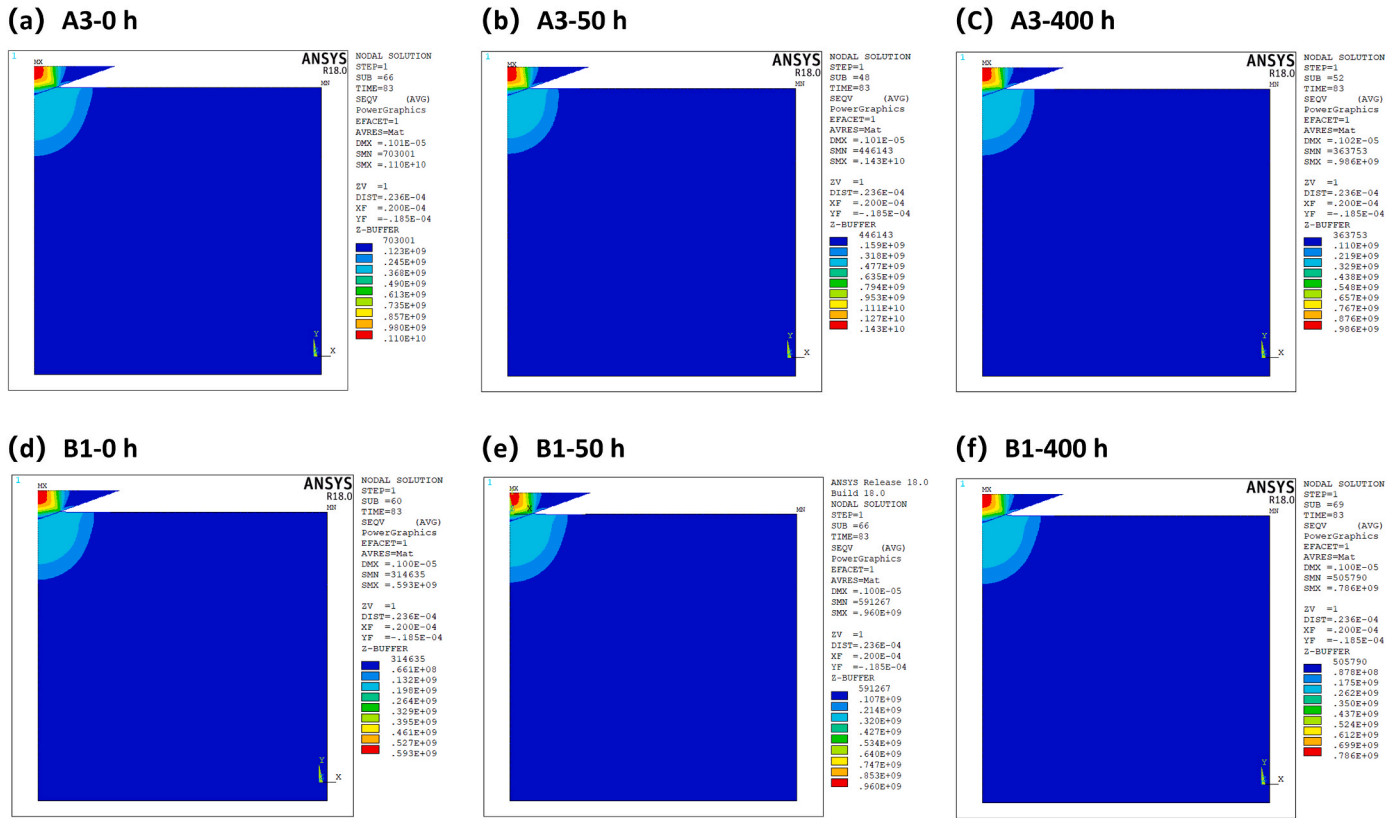 (a) A3-0 h
1
MX
ANSYS
R18.0
MN
NODAL SOLUTION
STEP=1
SUB =66
TIME=83
SEQV (AVG)
PowerGraphics
EFACET=1
AVRES=Mat
DMX =.101E-05
SMN =703001
SMX =.110E+10
ZV =1
DIST=.236E-04
XF =.200E-04
YF =-.185E-04
Z-BUFFER
703001
.123E+09
.245E+09
.368E+09
.490E+09
.613E+09
.735E+09
.857E+09
.980E+09
.110E+10
Y
X
(b) A3-50 h
1
MX
ANSYS
R18.0
MN
NODAL SOLUTION
STEP=1
SUB =48
TIME=83
SEQV (AVG)
PowerGraphics
EFACET=1
AVRES=Mat
DMX =.101E-05
SMN =446143
SMX =.143E+10
ZV =1
DIST=.236E-04
XF =.200E-04
YF =-.185E-04
Z-BUFFER
446143
.159E+09
.318E+09
.477E+09
.635E+09
.794E+09
.953E+09
.111E+10
.127E+10
.143E+10
Y
X
(C) A3-400 h
1
MX
ANSYS
R18.0
MN
NODAL SOLUTION
STEP=1
SUB =52
TIME=83
SEQV (AVG)
PowerGraphics
EFACET=1
AVRES=Mat
DMX =.102E-05
SMN =363753
SMX =.986E+09
ZV =1
DIST=.236E-04
XF =.200E-04
YF =-.185E-04
Z-BUFFER
363753
.110E+09
.219E+09
.329E+09
.438E+09
.548E+09
.657E+09
.767E+09
.876E+09
.986E+09
Y
X
(d) B1-0 h
1
MX
ANSYS
R18.0
MN
NODAL SOLUTION
STEP=1
SUB =60
TIME=83
SEQV (AVG)
PowerGraphics
EFACET=1
AVRES=Mat
DMX =.100E-05
SMN =314635
SMX =.593E+09
ZV =1
DIST=.236E-04
XF =.200E-04
YF =-.185E-04
Z-BUFFER
314635
.661E+08
.132E+09
.198E+09
.264E+09
.329E+09
.395E+09
.461E+09
.527E+09
.593E+09
Y
X
(e) B1-50 h
1
MX
X
MN
ANSYS Release 18.0
Build 18.0
NODAL SOLUTION
STEP=1
SUB =66
TIME=83
SEQV (AVG)
PowerGraphics
EFACET=1
AVRES=Mat
DMX =.100E-05
SMN =591267
SMX =.960E+09
ZV =1
DIST=.236E-04
XF =.200E-04
YF =-.185E-04
Z-BUFFER
591267
.107E+09
.214E+09
.320E+09
.427E+09
.534E+09
.640E+09
.747E+09
.853E+09
.960E+09
(f) B1-400 h
1
MX
ANSYS
R18.0
MN
NODAL SOLUTION
STEP=1
SUB =69
TIME=83
SEQV (AVG)
PowerGraphics
EFACET=1
AVRES=Mat
DMX =.100E-05
SMN =505790
SMX =.786E+09
ZV =1
DIST=.236E-04
XF =.200E-04
YF =-.185E-04
Z-BUFFER
505790
.878E+08
.175E+09
.262E+09
.350E+09
.437E+09
.524E+09
.612E+09
.699E+09
.786E+09
Y
X